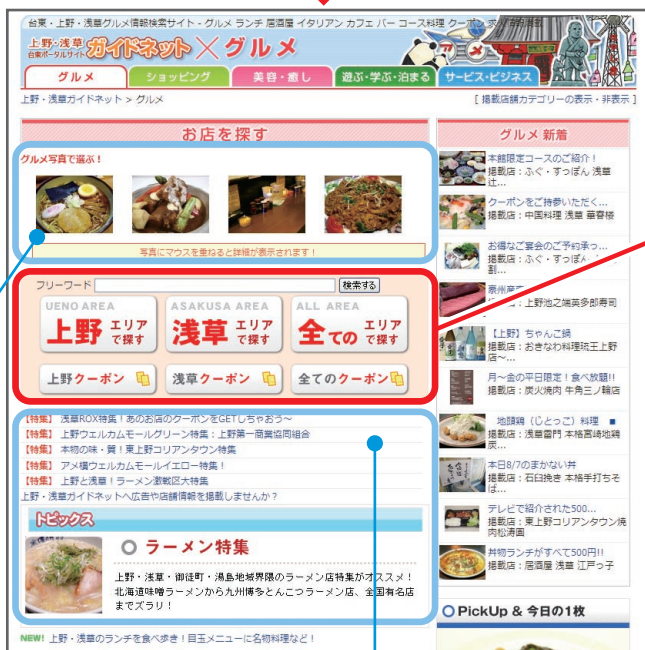 台東・上野・浅草グルメ情報検索サイト - グルメ ランチ 居酒屋 イタリアン カフェ バー コース料理 クーポン
上野・浅草
台東ポータルサイト
ガイドネット×グルメ
ア メ 横
グルメ
ショッピング
美容・癒し
遊ぶ・学ぶ・泊まる
サービス・ビジネス
上野・浅草ガイドネット > グルメ
[ 掲載店舗カテゴリーの表示・非表示 ]
お店を探す
グルメ写真で選ぶ！
写真にマウスを重ねると詳細が表示されます！
フリーワード
検索する
UENO AREA
上野 エリアで探す
ASAKUSA AREA
浅草 エリアで探す
ALL AREA
全ての エリアで探す
上野クーポン
浅草クーポン
全てのクーポン
【特集】 浅草ROX特集！あのお店のクーポンをGETしちゃおう～
【特集】 上野ウェルカムモールグリーン特集：上野第一商業協同組合
【特集】 本物の味・質！東上野コリアンタウン特集
【特集】 アメ横ウェルカムモールイエロー特集！
【特集】 上野と浅草！ラーメン激戦区大特集
上野・浅草ガイドネットへ広告や店舗情報を掲載しませんか？
トピックス
ラーメン特集
上野・浅草・御徒町・湯島地域界隈のラーメン店特集がオススメ！
北海道味噌ラーメンから九州博多とんこつラーメン店、全国有名店
までズラリ！
NEW! 上野・浅草のランチを食べ歩き！目玉メニューに名物料理など！
グルメ 新着
本館限定コースのご紹介！
掲載店：ふぐ・すっぽん 浅草
辻...
クーポンをご持参いただく...
掲載店：中国料理 浅草 華春楼
お得なご宴会のご予約承っ...
掲載店：ふぐ・すっぽん
割...
豪州産
：上野池之端英多郎寿司
【上野】ちゃんこ鍋
掲載店：おきなわ料理琉王上野
店～...
月～金の平日限定！食べ放題!!
掲載店：炭火焼肉 牛角三ノ輪店
地頭鶏（じとっこ）料理 ■
掲載店：浅草雷門 本格宮崎地鶏
炭...
本日8/7のまかない丼
掲載店：石臼挽き 本格手打ちそ
ば...
テレビで紹介された500...
掲載店：東上野コリアンタウン焼
肉松涛園
丼物ランチがすべて500円!!
掲載店：居酒屋 浅草 江戸っ子
PickUp & 今日の1枚